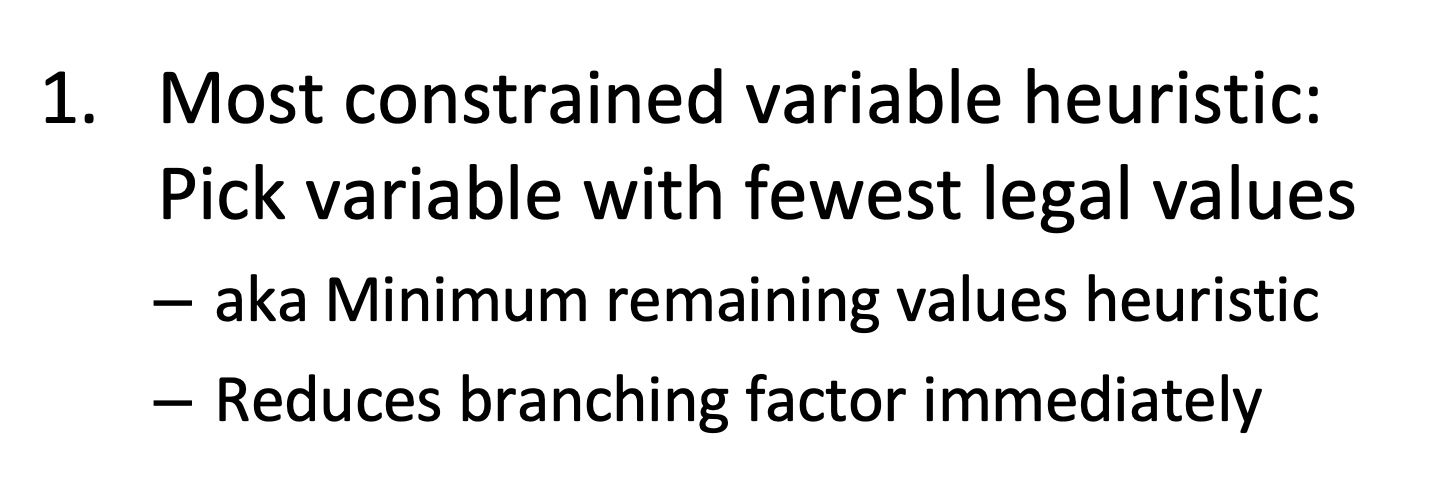 1. Most constrained variable heuristic:
Pick variable with fewest legal values
– aka Minimum remaining values heuristic
– Reduces branching factor immediately